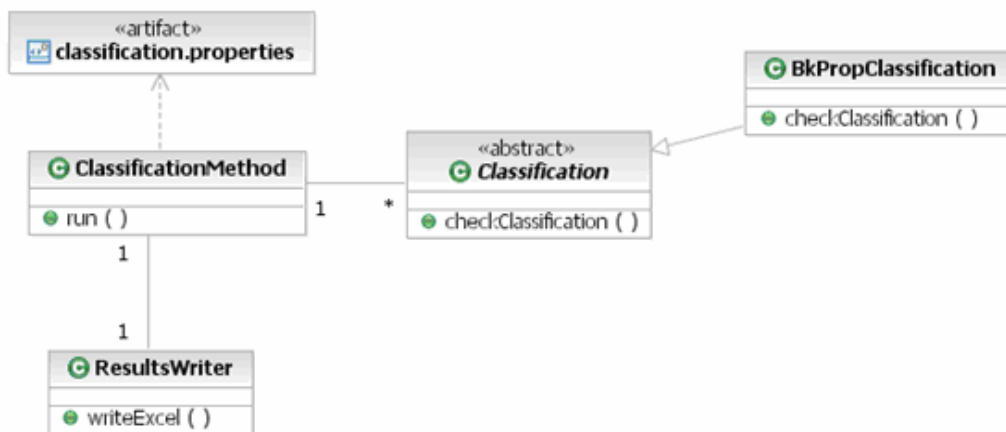 «artifact»
classification.properties
BkPropClassification
checkClassification ( )
ClassificationMethod
run ( )
«abstract»
Classification
checkClassification ( )
1
*
1
1
ResultsWriter
writeExcel ( )